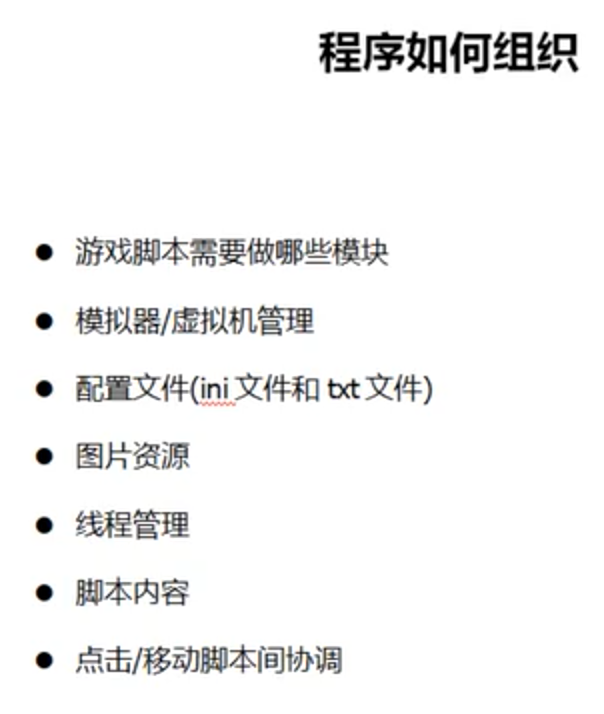 程序如何组织
● 游戏脚本需要做哪些模块
● 模拟器/虚拟机管理
● 配置文件(ini 文件和 txt 文件)
● 图片资源
● 线程管理
● 脚本内容
● 点击/移动脚本间协调